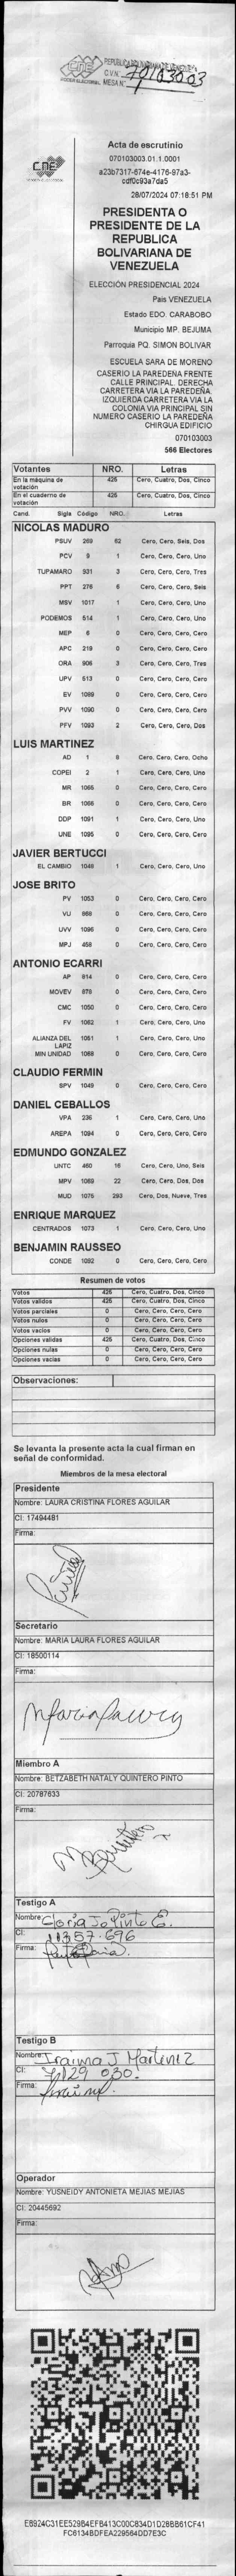 CNE
PODER ELECTORAL
REPUBLICA BOLIVARIANA DE VENEZUELA
C.V.N.
MESA N°
70103003
CNE
PODER ELECTORAL
Acta de escrutinio
070103003.01.1.0001
a23b7317-674e-4176-97a3-
cdf0c93a7da5
28/07/2024 07:18:51 PM
PRESIDENTA O
PRESIDENTE DE LA
REPUBLICA
BOLIVARIANA DE
VENEZUELA
ELECCIÓN PRESIDENCIAL 2024
Pais VENEZUELA
Estado EDO. CARABOBO
Municipio MP. BEJUMA
Parroquia PQ. SIMON BOLIVAR
ESCUELA SARA DE MORENO
CASERIO LA PAREDENA FRENTE
CALLE PRINCIPAL. DERECHA
CARRETERA VIA LA PAREDENA.
IZQUIERDA CARRETERA VIA LA
COLONIA VIA PRINCIPAL SIN
NUMERO CASERIO LA PAREDEÑA
CHIRGUA EDIFICIO
070103003
566 Electores
Votantes NRO. Letras
En la máquina de votación 425 Cero, Cuatro, Dos, Cinco
En el cuaderno de votación 425 Cero, Cuatro, Dos, Cinco
Cand. Sigla Código NRO. Letras
NICOLAS MADURO
PSUV 269 62 Cero, Cero, Seis, Dos
PCV 9 1 Cero, Cero, Cero, Uno
TUPAMARO 931 3 Cero, Cero, Cero, Tres
PPT 276 6 Cero, Cero, Cero, Seis
MSV 1017 1 Cero, Cero, Cero, Uno
PODEMOS 514 1 Cero, Cero, Cero, Uno
MEP 6 0 Cero, Cero, Cero, Cero
APC 219 0 Cero, Cero, Cero, Cero
ORA 906 3 Cero, Cero, Cero, Tres
UPV 513 0 Cero, Cero, Cero, Cero
EV 1089 0 Cero, Cero, Cero, Cero
PVV 1090 0 Cero, Cero, Cero, Cero
PFV 1093 2 Cero, Cero, Cero, Dos
LUIS MARTINEZ
AD 1 8 Cero, Cero, Cero, Ocho
COPEI 2 1 Cero, Cero, Cero, Uno
MR 1065 0 Cero, Cero, Cero, Cero
BR 1066 0 Cero, Cero, Cero, Cero
DDP 1091 1 Cero, Cero, Cero, Uno
UNE 1095 0 Cero, Cero, Cero, Cero
JAVIER BERTUCCI
EL CAMBIO 1048 1 Cero, Cero, Cero, Uno
JOSE BRITO
PV 1053 0 Cero, Cero, Cero, Cero
VU 868 0 Cero, Cero, Cero, Cero
UVV 1096 0 Cero, Cero, Cero, Cero
MPJ 458 0 Cero, Cero, Cero, Cero
ANTONIO ECARRI
AP 814 0 Cero, Cero, Cero, Cero
MOVEV 879 0 Cero, Cero, Cero, Cero
CMC 1050 0 Cero, Cero, Cero, Cero
FV 1062 1 Cero, Cero, Cero, Uno
ALIANZA DEL LAPIZ 1051 1 Cero, Cero, Cero, Uno
MIN UNIDAD 1068 0 Cero, Cero, Cero, Cero
CLAUDIO FERMIN
SPV 1049 0 Cero, Cero, Cero, Cero
DANIEL CEBALLOS
VPA 236 1 Cero, Cero, Cero, Uno
AREPA 1094 0 Cero, Cero, Cero, Cero
EDMUNDO GONZALEZ
UNTC 460 16 Cero, Cero, Uno, Seis
MPV 1069 22 Cero, Cero, Dos, Dos
MUD 1075 293 Cero, Dos, Nueve, Tres
ENRIQUE MARQUEZ
CENTRADOS 1073 1 Cero, Cero, Cero, Uno
BENJAMIN RAUSSEO
CONDE 1092 0 Cero, Cero, Cero, Cero
Resumen de votos
Votos 425 Cero, Cuatro, Dos, Cinco
Votos validos 425 Cero, Cuatro, Dos, Cinco
Votos parciales 0 Cero, Cero, Cero, Cero
Votos nulos 0 Cero, Cero, Cero, Cero
Votos vacios 0 Cero, Cero, Cero, Cero
Opciones validas 425 Cero, Cuatro, Dos, Cinco
Opciones nulas 0 Cero, Cero, Cero, Cero
Opciones vacias 0 Cero, Cero, Cero, Cero
Observaciones:
Se levanta la presente acta la cual firman en
señal de conformidad.
Miembros de la mesa electoral
Presidente
Nombre: LAURA CRISTINA FLORES AGUILAR
CI: 17494481
Firma:
Secretario
Nombre: MARIA LAURA FLORES AGUILAR
CI: 18500114
Firma:
Miembro A
Nombre: BETZABETH NATALY QUINTERO PINTO
CI: 20787633
Firma:
Testigo A
Nombre: Gloria Jo Pinto E.
CI: 11357.696
Firma:
Testigo B
Nombre: Iraima J Martinez
CI: 7129 030.
Firma:
Operador
Nombre: YUSNEIDY ANTONIETA MEJIAS MEJIAS
CI: 20445692
Firma:
EB924C31EE529B4EFB413C00C834D1D28BB61CF41
FC6134BDFEA229564DD7E3C